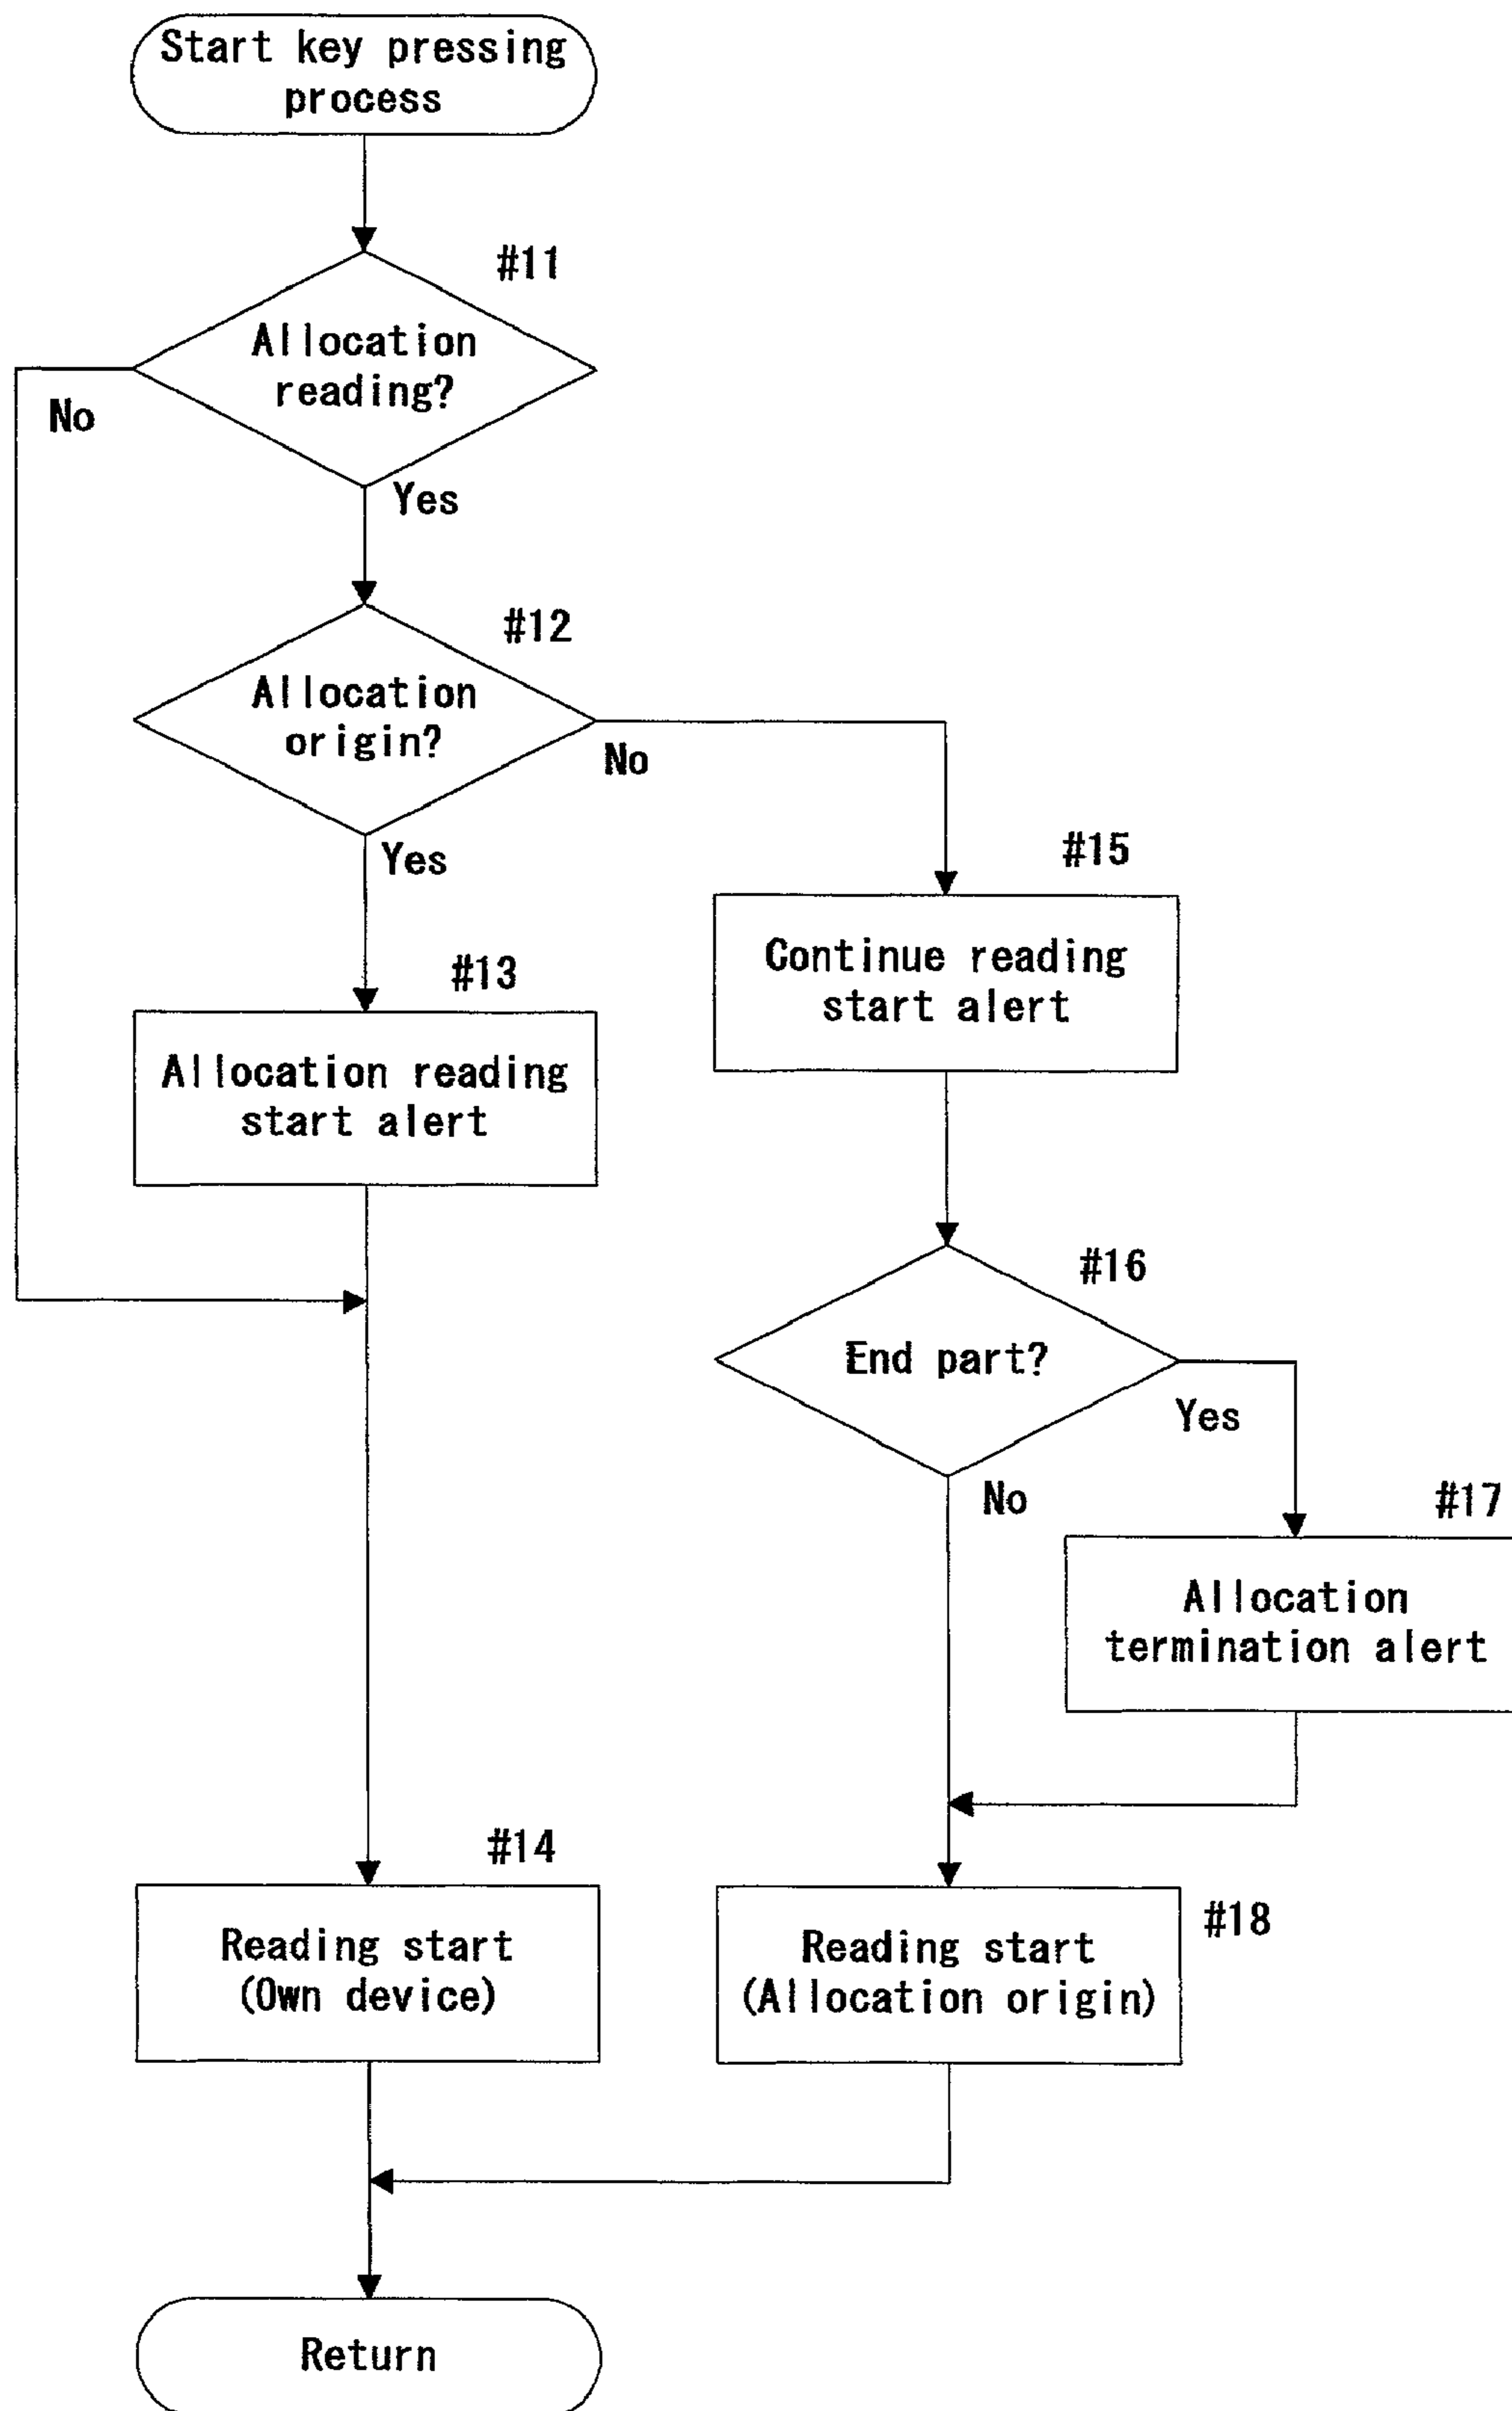 Start key pressing
process
#11
Allocation
reading?
No
Yes
#12
Allocation
origin?
No
Yes
#15
Continue reading
start alert
#13
Allocation reading
start alert
#16
End part?
Yes
No
#17
Allocation
termination alert
#14
Reading start
(Own device)
#18
Reading start
(Allocation origin)
Return